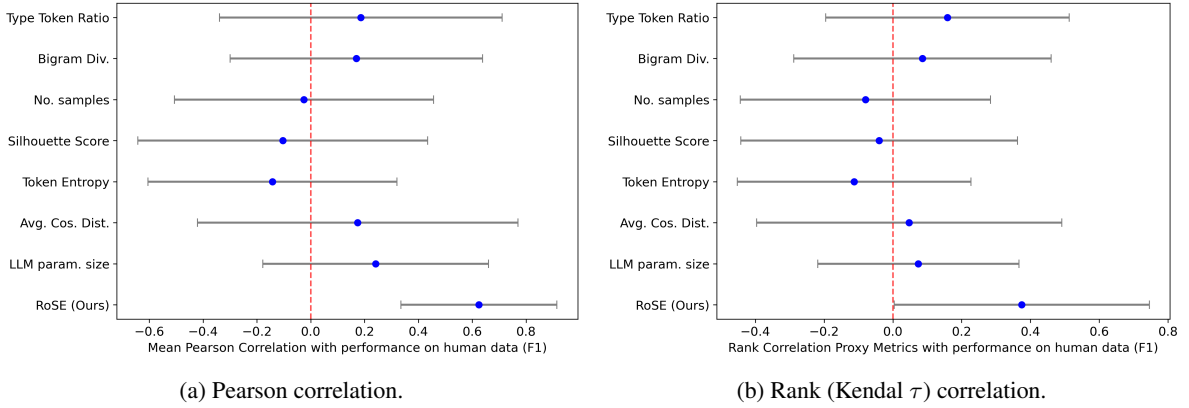 Type Token Ratio
Bigram Div.
No. samples
Silhouette Score
Token Entropy
Avg. Cos. Dist.
LLM param. size
RoSE (Ours)
−0.6 −0.4 −0.2 0.0 0.2 0.4 0.6 0.8
Mean Pearson Correlation with performance on human data (F1)
(a) Pearson correlation.
Type Token Ratio
Bigram Div.
No. samples
Silhouette Score
Token Entropy
Avg. Cos. Dist.
LLM param. size
RoSE (Ours)
−0.4 −0.2 0.0 0.2 0.4 0.6 0.8
Rank Correlation Proxy Metrics with performance on human data (F1)
(b) Rank (Kendal τ) correlation.